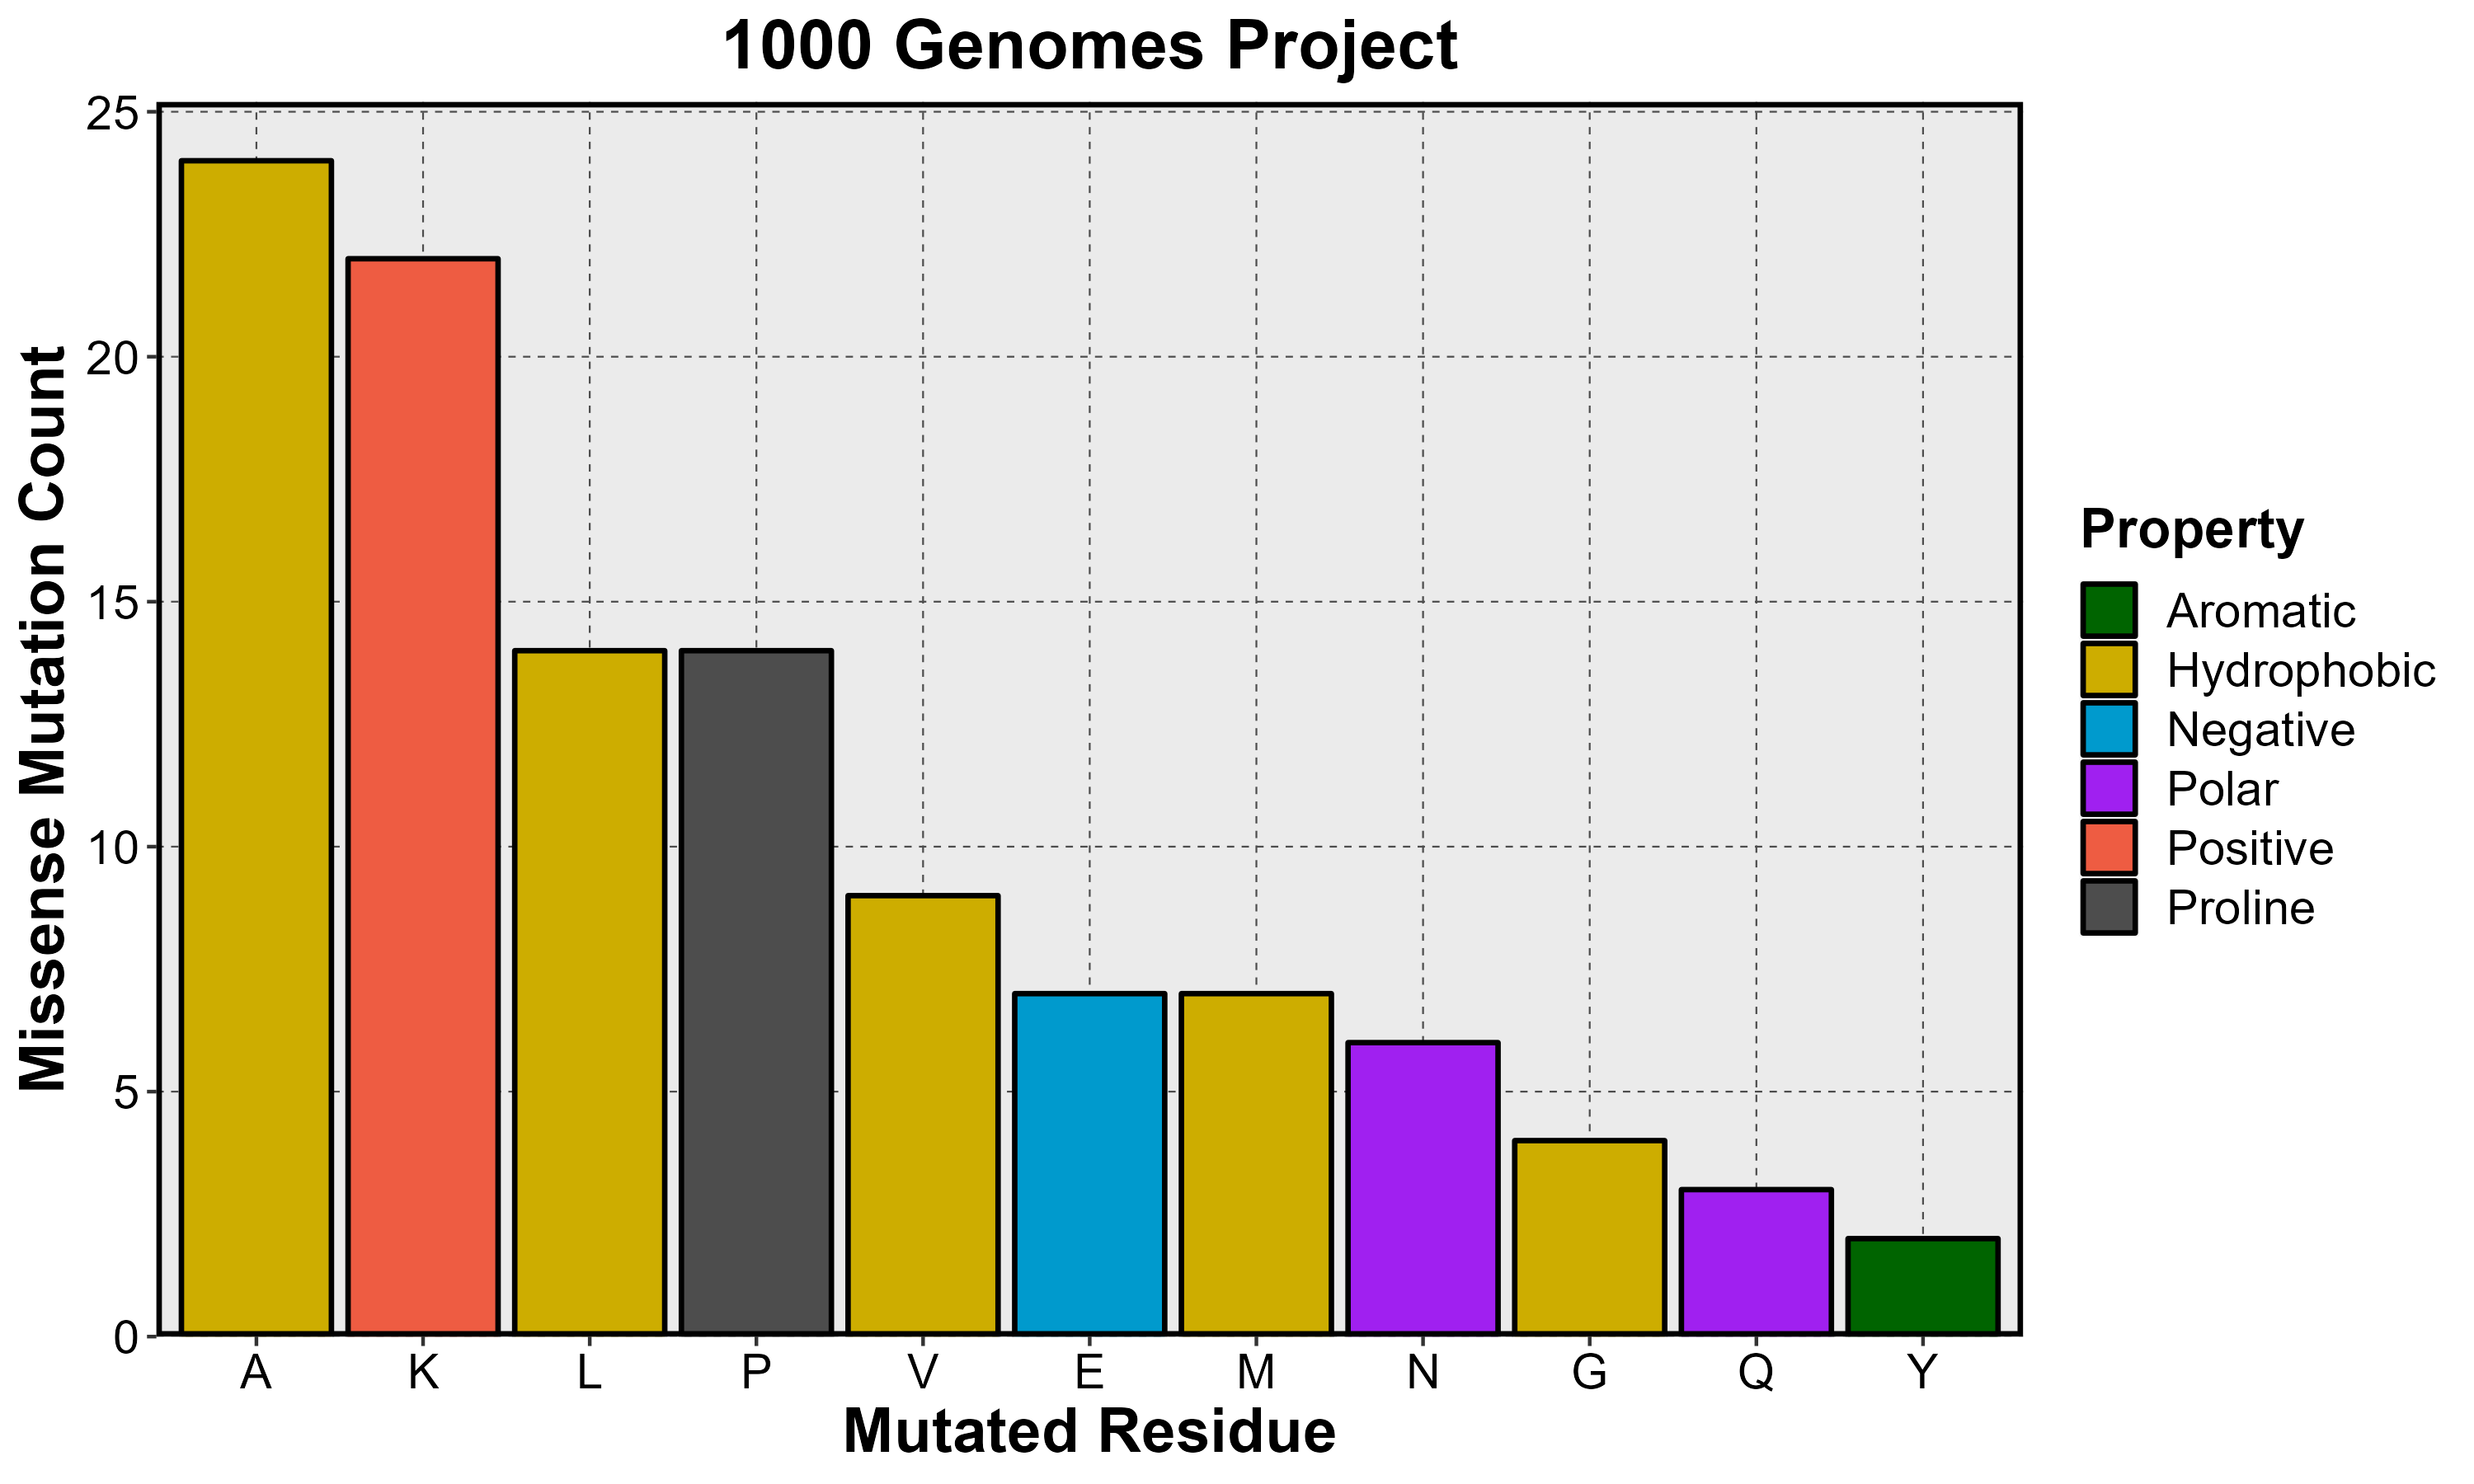 1000 Genomes Project
Missense Mutation Count
25
20
15
10
5
0
A K L P V E M N G Q Y
Mutated Residue
Property
Aromatic
Hydrophobic
Negative
Polar
Positive
Proline